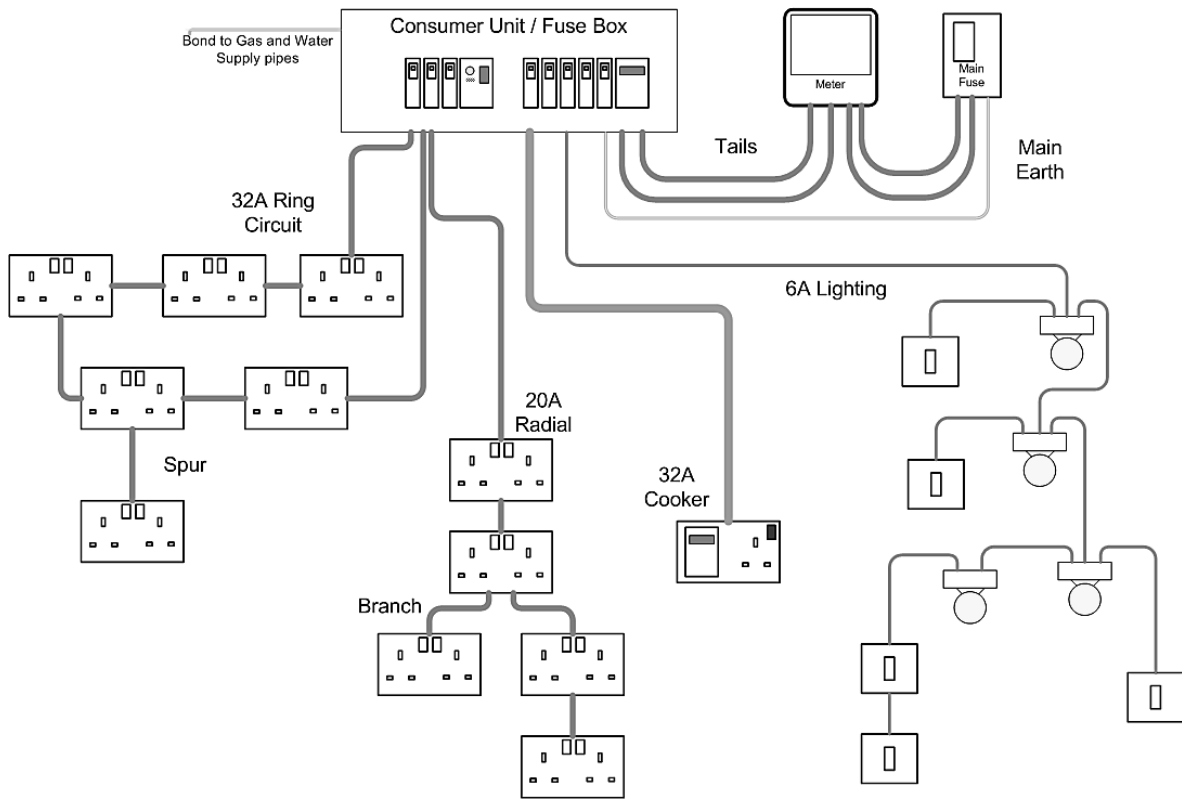 Consumer Unit / Fuse Box
Bond to Gas and Water
Supply pipes
Meter
Main
Fuse
Tails
Main
Earth
32A Ring
Circuit
6A Lighting
20A
Radial
Spur
32A
Cooker
Branch